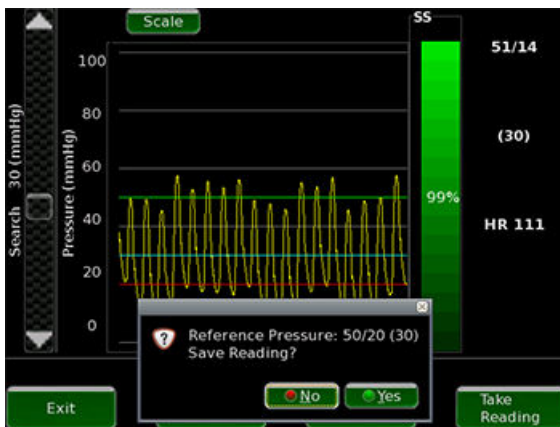 Scale
SS
51/14
(30)
HR 111
99%
Search 30 (mmHg)
Pressure (mmHg)
100
80
60
40
20
0
Reference Pressure: 50/20 (30)
Save Reading?
No
Yes
Exit
Take
Reading